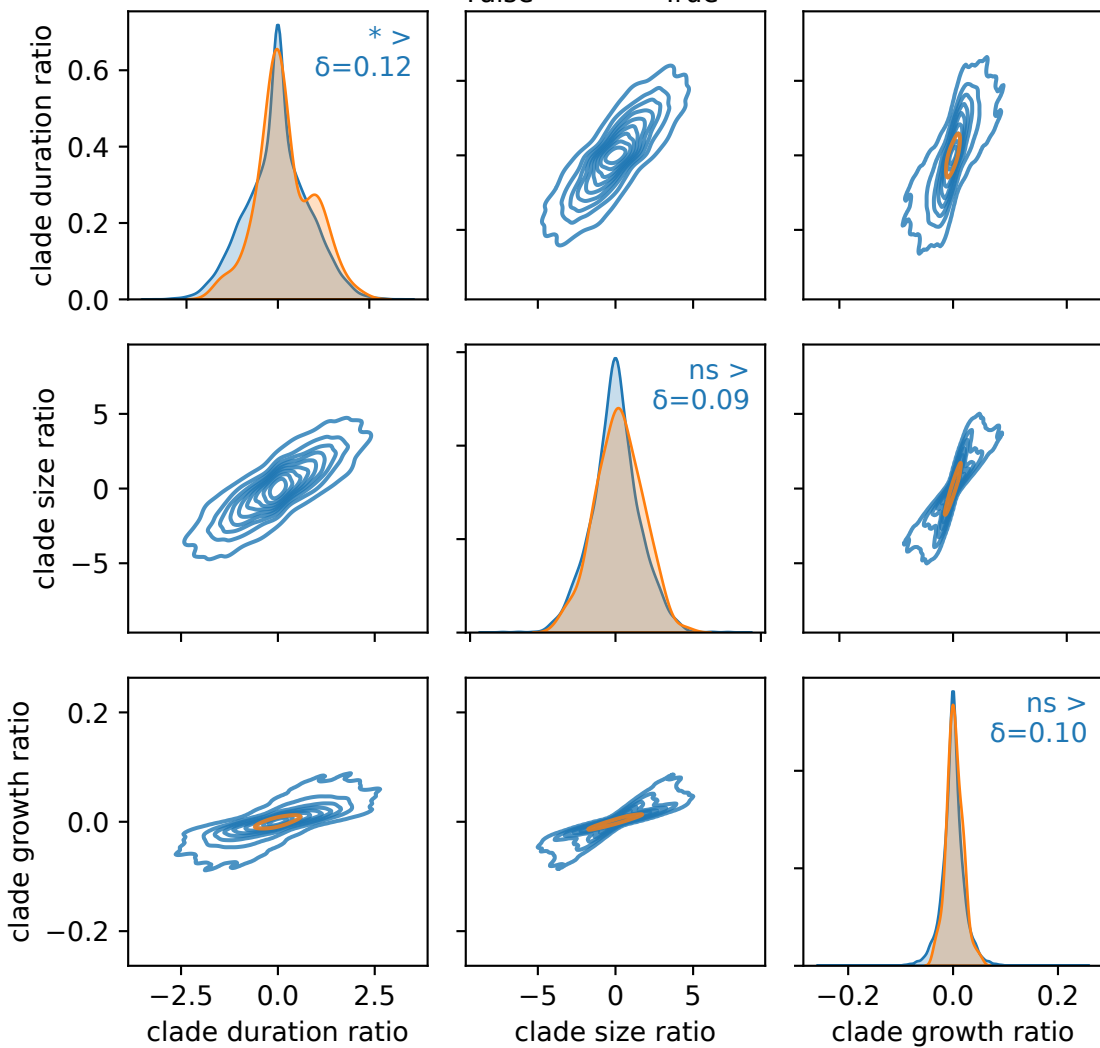 clade duration ratio
0.6
0.4
0.2
0.0
* >
δ=0.12
clade size ratio
5
0
−5
ns >
δ=0.09
clade growth ratio
0.2
0.0
−0.2
ns >
δ=0.10
−2.5 0.0 2.5
−5 0 5
−0.2 0.0 0.2
clade duration ratio
clade size ratio
clade growth ratio